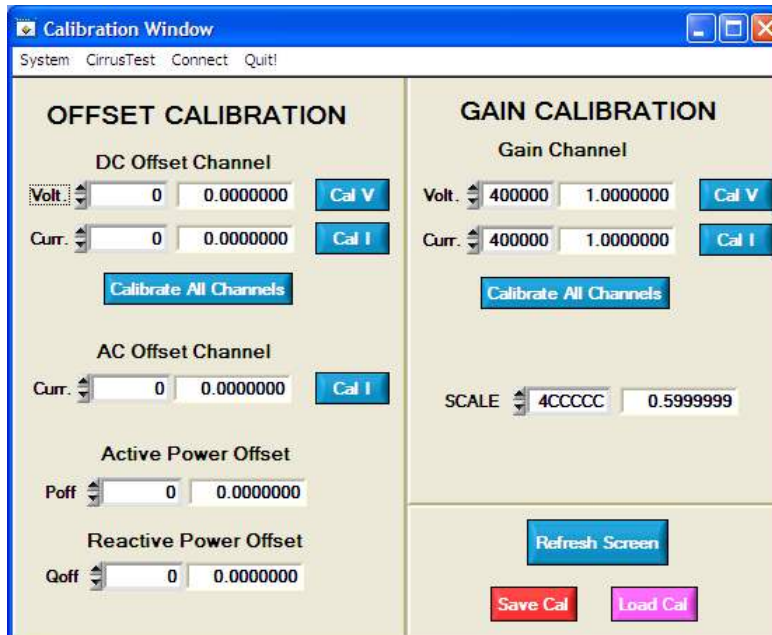 Calibration Window
System CirrusTest Connect Quit!
OFFSET CALIBRATION
DC Offset Channel
Volt. 0 0.0000000 Cal V
Curr. 0 0.0000000 Cal I
Calibrate All Channels
AC Offset Channel
Curr. 0 0.0000000 Cal I
Active Power Offset
Poff 0 0.0000000
Reactive Power Offset
Qoff 0 0.0000000
GAIN CALIBRATION
Gain Channel
Volt. 400000 1.0000000 Cal V
Curr. 400000 1.0000000 Cal I
Calibrate All Channels
SCALE 4CCCCC 0.5999999
Refresh Screen
Save Cal Load Cal